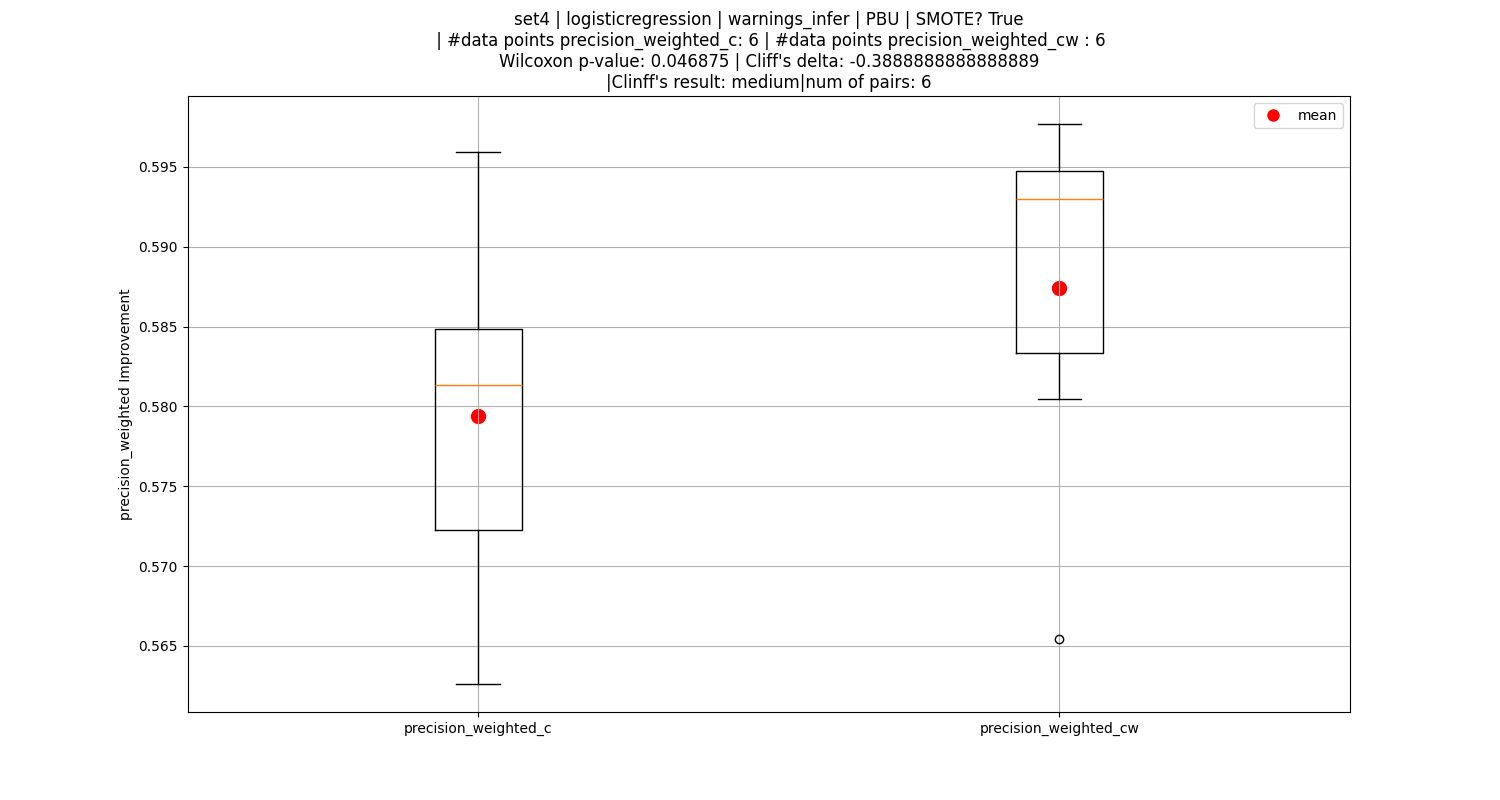 set4 | logisticregression | warnings_infer | PBU | SMOTE? True
| #data points precision_weighted_c: 6 | #data points precision_weighted_cw : 6
Wilcoxon p-value: 0.046875 | Cliff's delta: -0.3888888888888889
|Clinff's result: medium|num of pairs: 6
mean
0.595
0.590
0.585
0.580
0.575
0.570
0.565
precision_weighted Improvement
precision_weighted_c
precision_weighted_cw